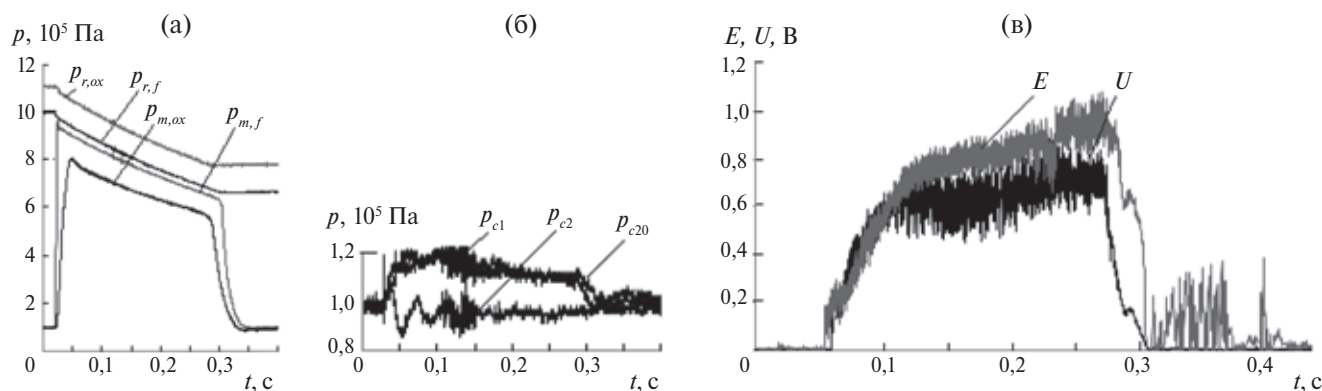 (а)
p, 10⁵ Па
12
10
8
6
4
2
0
0,1
0,2
0,3
t, с
p_{r,ox}
p_{r,f}
p_{m,ox}
p_{m,f}
(б)
p, 10⁵ Па
1,2
1,0
0,8
0
0,1
0,2
0,3
t, с
p_{c1}
p_{c2}
p_{c20}
(в)
E, U, В
1,2
1,0
0,8
0,6
0,4
0,2
0
0,1
0,2
0,3
0,4
t, с
E
U